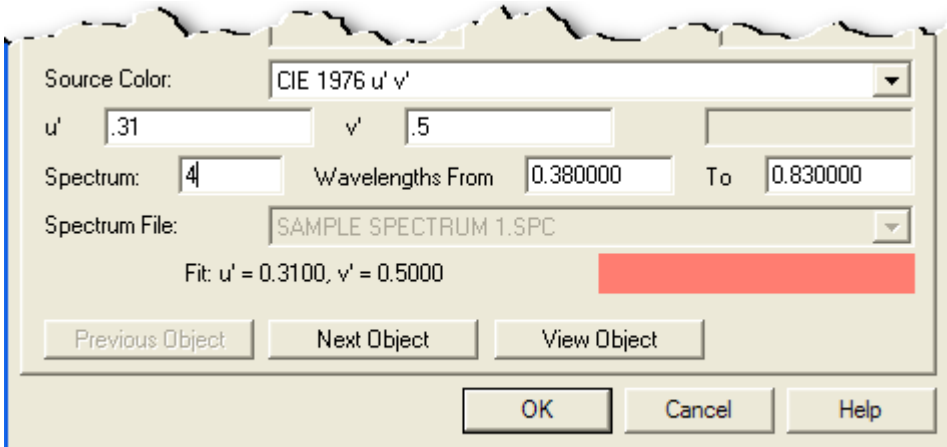 Source Color: CIE 1976 u' v'
u' .31 v' .5
Spectrum: 4 Wavelengths From 0.380000 To 0.830000
Spectrum File: SAMPLE SPECTRUM 1.SPC
Fit: u' = 0.3100, v' = 0.5000
Previous Object Next Object View Object
OK Cancel Help